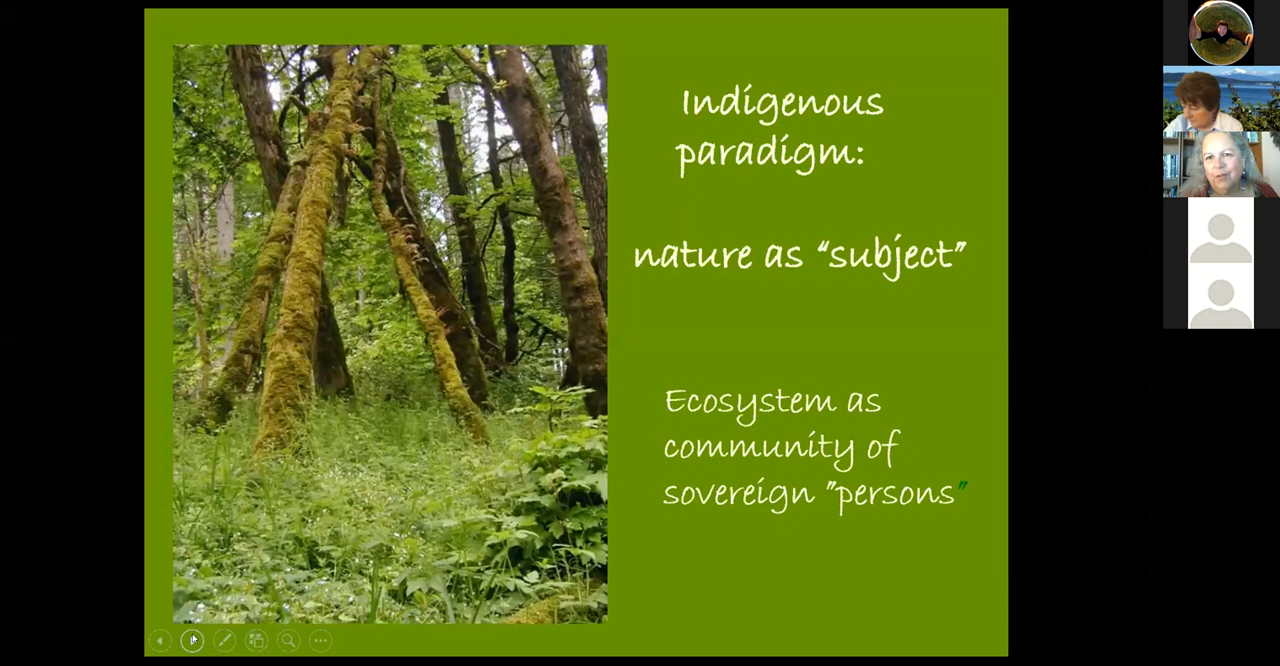 Indigenous
paradigm:
nature as “subject”
Ecosystem as
community of
sovereign ”persons”